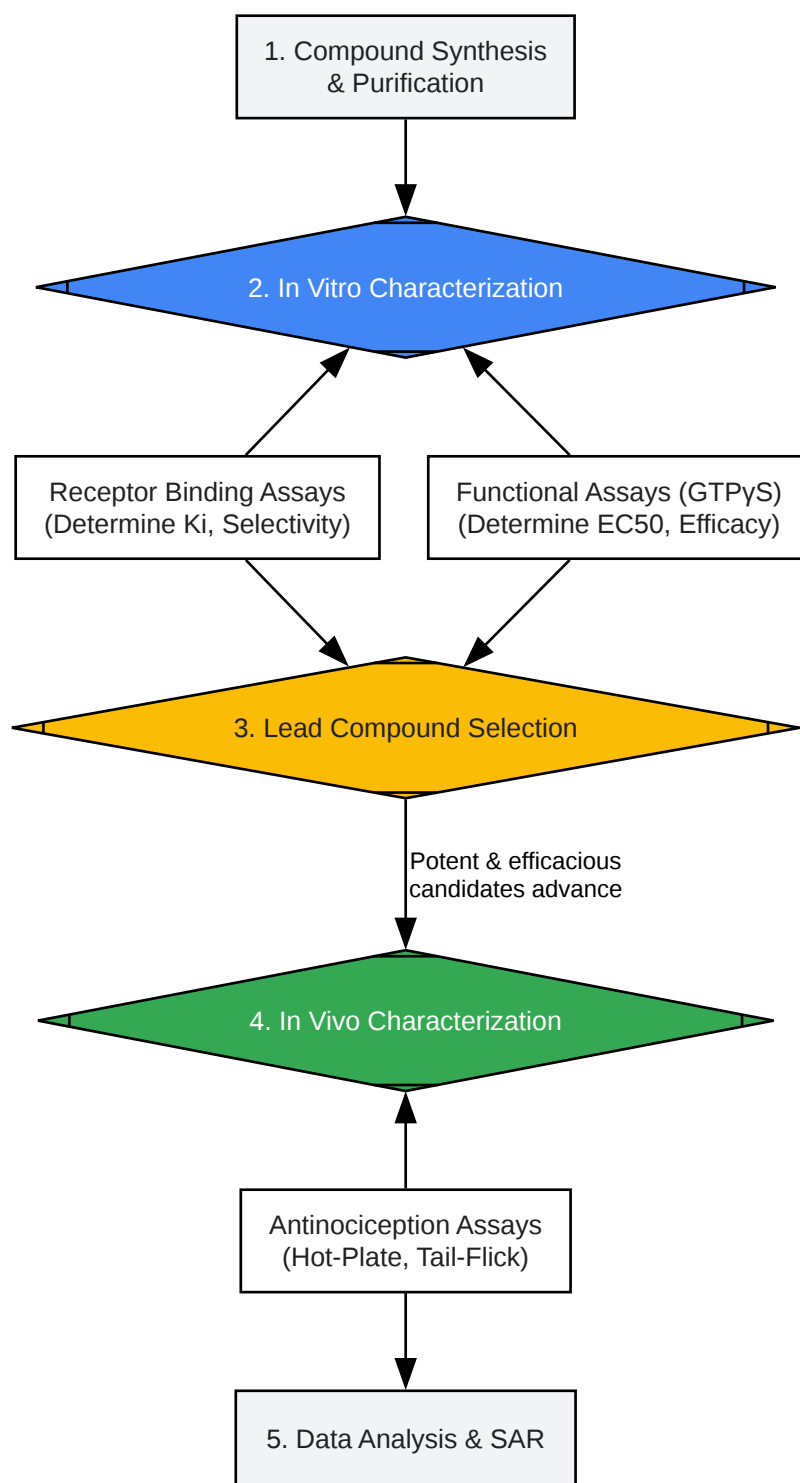 1. Compound Synthesis
& Purification
2. In Vitro Characterization
Receptor Binding Assays
(Determine Ki, Selectivity)
Functional Assays (GTPγS)
(Determine EC50, Efficacy)
3. Lead Compound Selection
Potent & efficacious
candidates advance
4. In Vivo Characterization
Antinociception Assays
(Hot-Plate, Tail-Flick)
5. Data Analysis & SAR